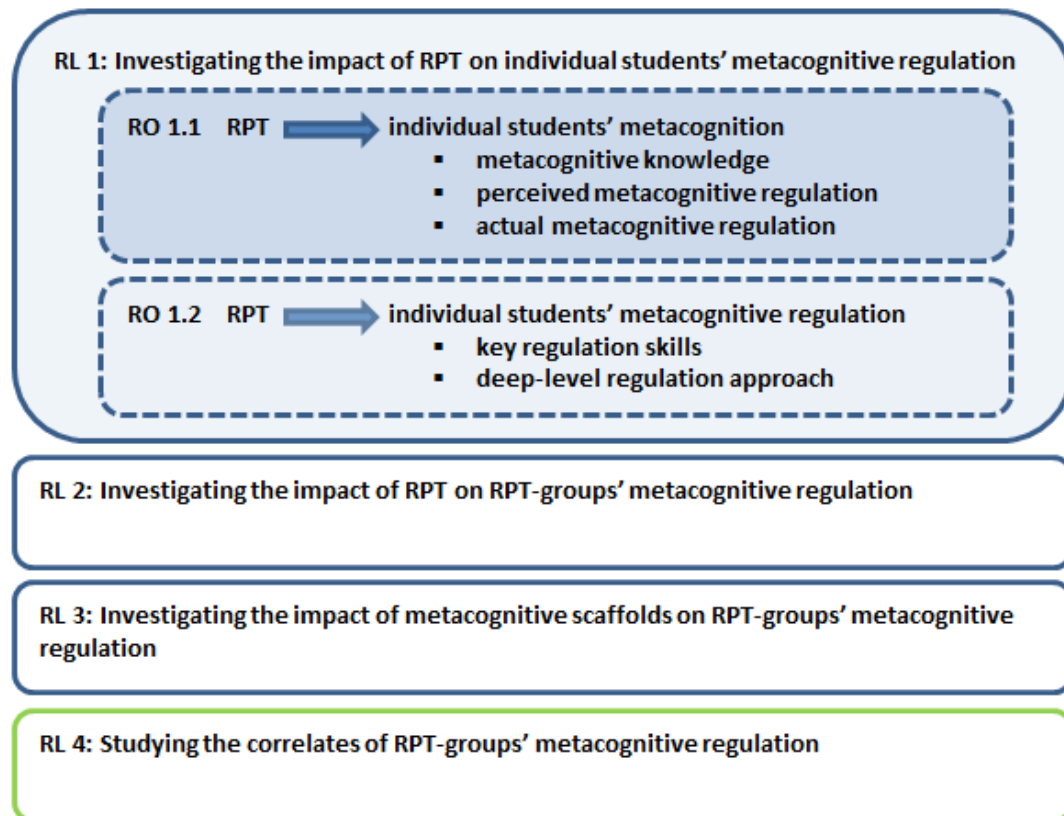 RL 1: Investigating the impact of RPT on individual students’ metacognitive regulation
RO 1.1 RPT individual students’ metacognition
▪ metacognitive knowledge
▪ perceived metacognitive regulation
▪ actual metacognitive regulation
RO 1.2 RPT individual students’ metacognitive regulation
▪ key regulation skills
▪ deep-level regulation approach
RL 2: Investigating the impact of RPT on RPT-groups’ metacognitive regulation
RL 3: Investigating the impact of metacognitive scaffolds on RPT-groups’ metacognitive
regulation
RL 4: Studying the correlates of RPT-groups’ metacognitive regulation